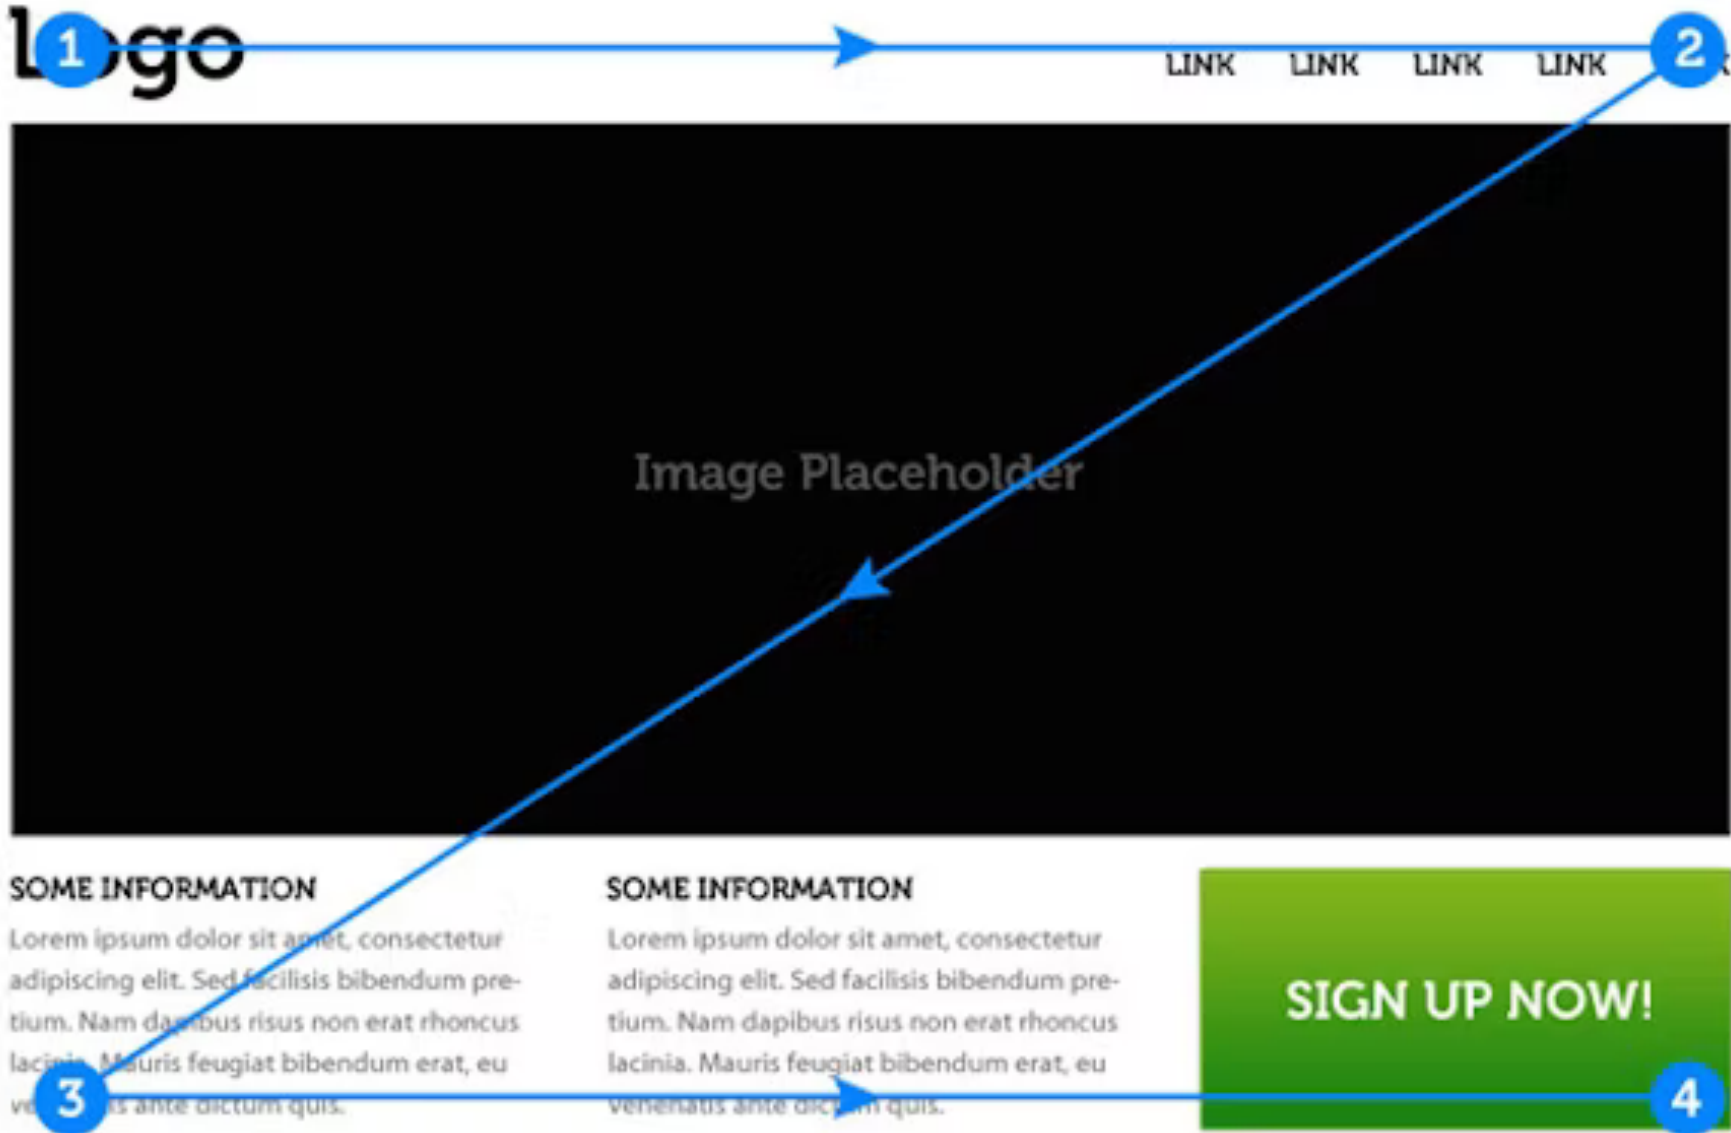 Logo
1
2
LINK LINK LINK LINK
Image Placeholder
SOME INFORMATION
Lorem ipsum dolor sit amet, consectetur
adipiscing elit. Sed facilisis bibendum pre-
tium. Nam dapibus risus non erat rhoncus
lacinia. Mauris feugiat bibendum erat, eu
ante dictum quis.
SOME INFORMATION
Lorem ipsum dolor sit amet, consectetur
adipiscing elit. Sed facilisis bibendum pre-
tium. Nam dapibus risus non erat rhoncus
lacinia. Mauris feugiat bibendum erat, eu
venenatis ante dictum quis.
SIGN UP NOW!
3
4